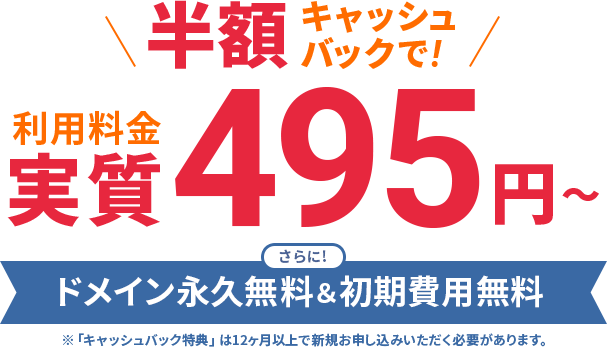 半額 キャッシュ
バックで!
利用料金
実質 495円~
さらに!
ドメイン永久無料&初期費用無料
※「キャッシュバック特典」は12ヶ月以上で新規お申し込みいただく必要があります。